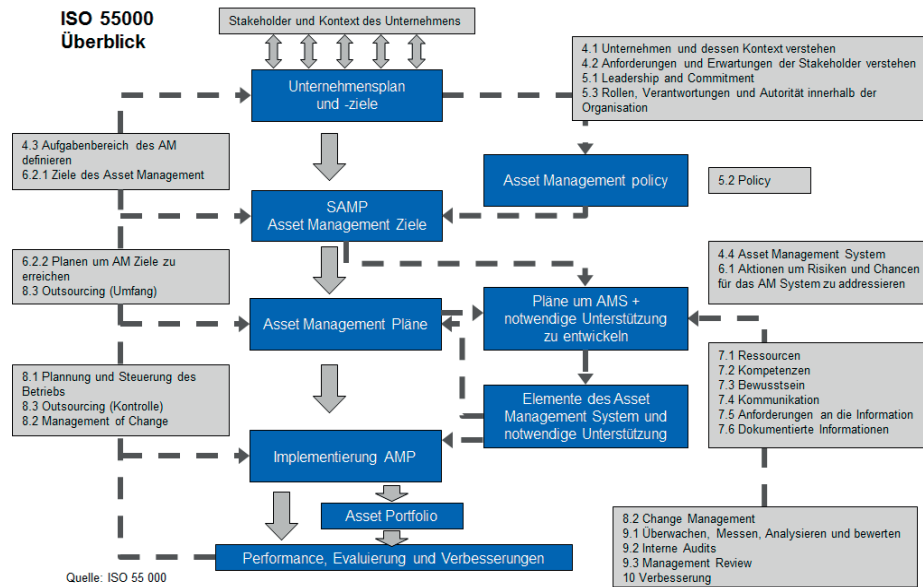 ISO 55000
Überblick
Stakeholder und Kontext des Unternehmens
Unternehmensplan
und -ziele
4.1 Unternehmen und dessen Kontext verstehen
4.2 Anforderungen und Erwartungen der Stakeholder verstehen
5.1 Leadership and Commitment
5.3 Rollen, Verantwortungen und Autorität innerhalb der
Organisation
4.3 Aufgabenbereich des AM
definieren
6.2.1 Ziele des Asset Management
Asset Management policy
5.2 Policy
SAMP
Asset Management Ziele
6.2.2 Planen um AM Ziele zu
erreichen
8.3 Outsourcing (Umfang)
4.4 Asset Management System
6.1 Aktionen um Risiken und Chancen
für das AM System zu addressieren
Asset Management Pläne
Pläne um AMS +
notwendige Unterstützung
zu entwickeln
7.1 Ressourcen
7.2 Kompetenzen
7.3 Bewusstsein
7.4 Kommunikation
7.5 Anforderungen an die Information
7.6 Dokumentierte Informationen
8.1 Plannung und Steuerung des
Betriebs
8.3 Outsourcing (Kontrolle)
8.2 Management of Change
Elemente des Asset
Management System und
notwendige Unterstützung
Implementierung AMP
Asset Portfolio
Performance, Evaluierung und Verbesserungen
8.2 Change Management
9.1 Überwachen, Messen, Analysieren und bewerten
9.2 Interne Audits
9.3 Management Review
10 Verbesserung
Quelle: ISO 55 000